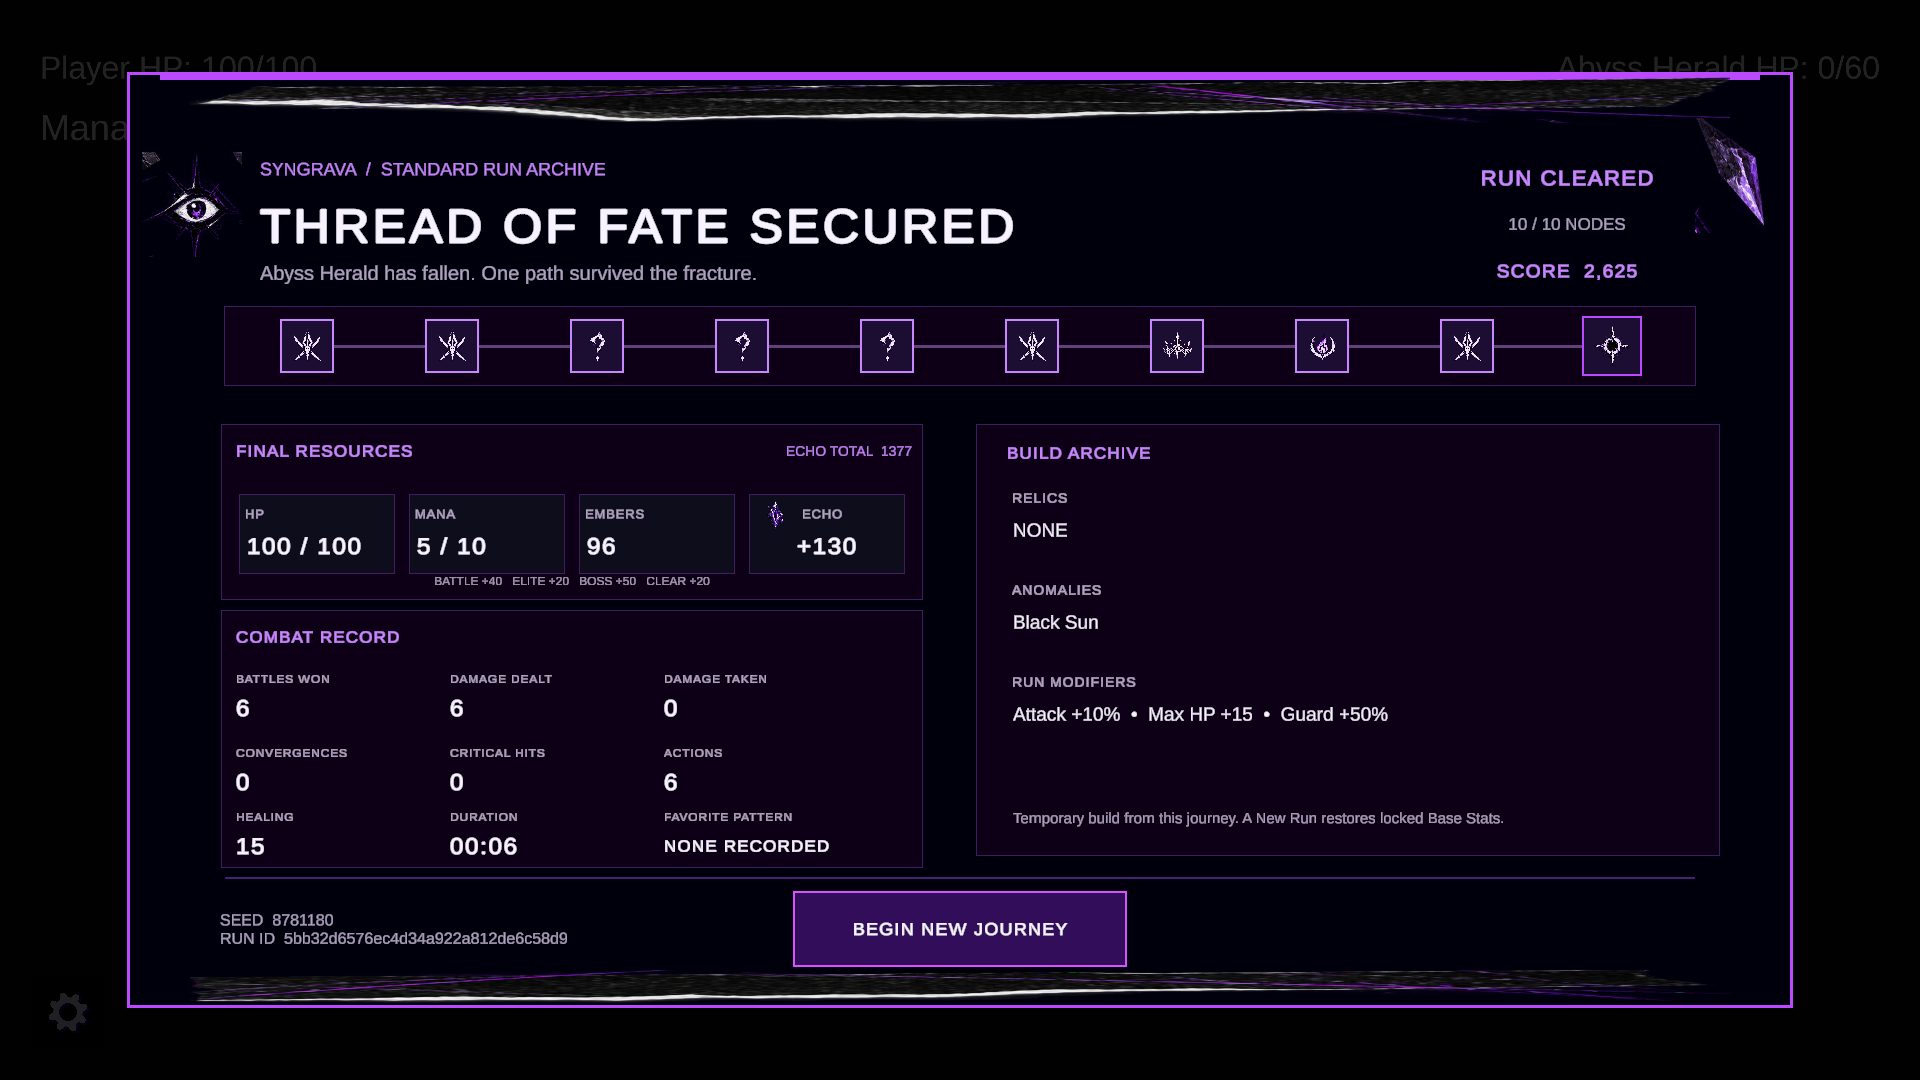 Player HP: 100/100
Abyss Herald HP: 0/60
Mana
SYNGRAVA / STANDARD RUN ARCHIVE
THREAD OF FATE SECURED
Abyss Herald has fallen. One path survived the fracture.
RUN CLEARED
10 / 10 NODES
SCORE 2,625
? ? ?
FINAL RESOURCES
ECHO TOTAL 1377
HP
100 / 100
MANA
5 / 10
EMBERS
96
ECHO
+130
BATTLE +40 ELITE +20 BOSS +50 CLEAR +20
COMBAT RECORD
BATTLES WON
6
DAMAGE DEALT
6
DAMAGE TAKEN
0
CONVERGENCES
0
CRITICAL HITS
0
ACTIONS
6
HEALING
15
DURATION
00:06
FAVORITE PATTERN
NONE RECORDED
BUILD ARCHIVE
RELICS
NONE
ANOMALIES
Black Sun
RUN MODIFIERS
Attack +10% • Max HP +15 • Guard +50%
Temporary build from this journey. A New Run restores locked Base Stats.
SEED 8781180
RUN ID 5bb32d6576ec4d34a922a812de6c58d9
BEGIN NEW JOURNEY